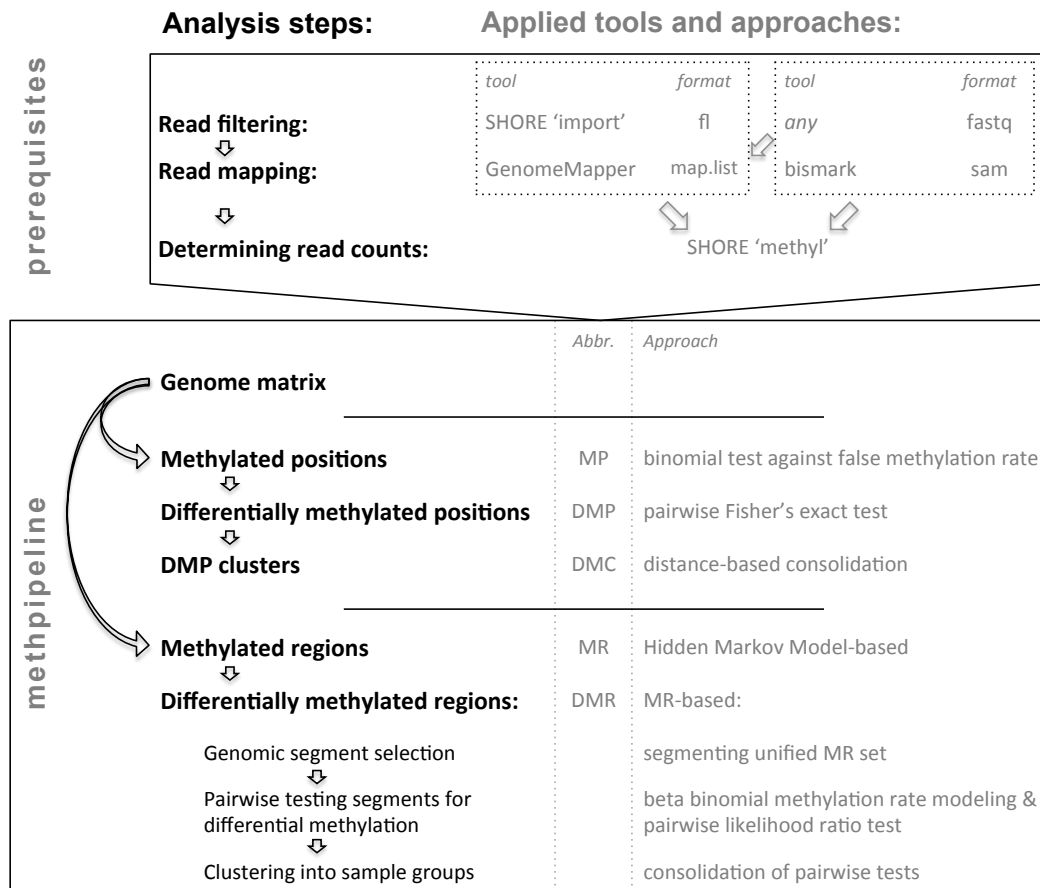 Analysis steps: Applied tools and approaches:
prerequisites
tool format tool format
Read filtering: SHORE ‘import’ fl any fastq
Read mapping: GenomeMapper map.list bismark sam
Determining read counts: SHORE ‘methyl’
methpipeline
Abbr. Approach
Genome matrix
Methylated positions MP binomial test against false methylation rate
Differentially methylated positions DMP pairwise Fisher’s exact test
DMP clusters DMC distance-based consolidation
Methylated regions MR Hidden Markov Model-based
Differentially methylated regions: DMR MR-based:
Genomic segment selection segmenting unified MR set
Pairwise testing segments for beta binomial methylation rate modeling &
differential methylation pairwise likelihood ratio test
Clustering into sample groups consolidation of pairwise tests